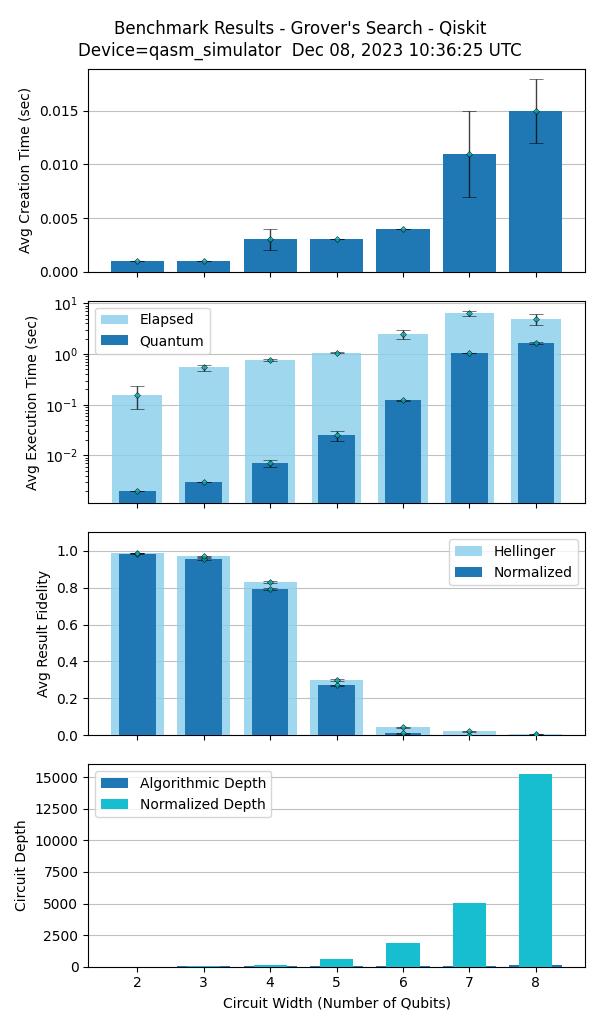 Benchmark Results - Grover's Search - Qiskit
Device=qasm_simulator  Dec 08, 2023 10:36:25 UTC
Avg Creation Time (sec)
0.015
0.010
0.005
0.000
Avg Execution Time (sec)
10¹
10⁰
10⁻¹
10⁻²
Elapsed
Quantum
Avg Result Fidelity
1.0
0.8
0.6
0.4
0.2
0.0
Hellinger
Normalized
Circuit Depth
15000
12500
10000
7500
5000
2500
0
Algorithmic Depth
Normalized Depth
2 3 4 5 6 7 8
Circuit Width (Number of Qubits)